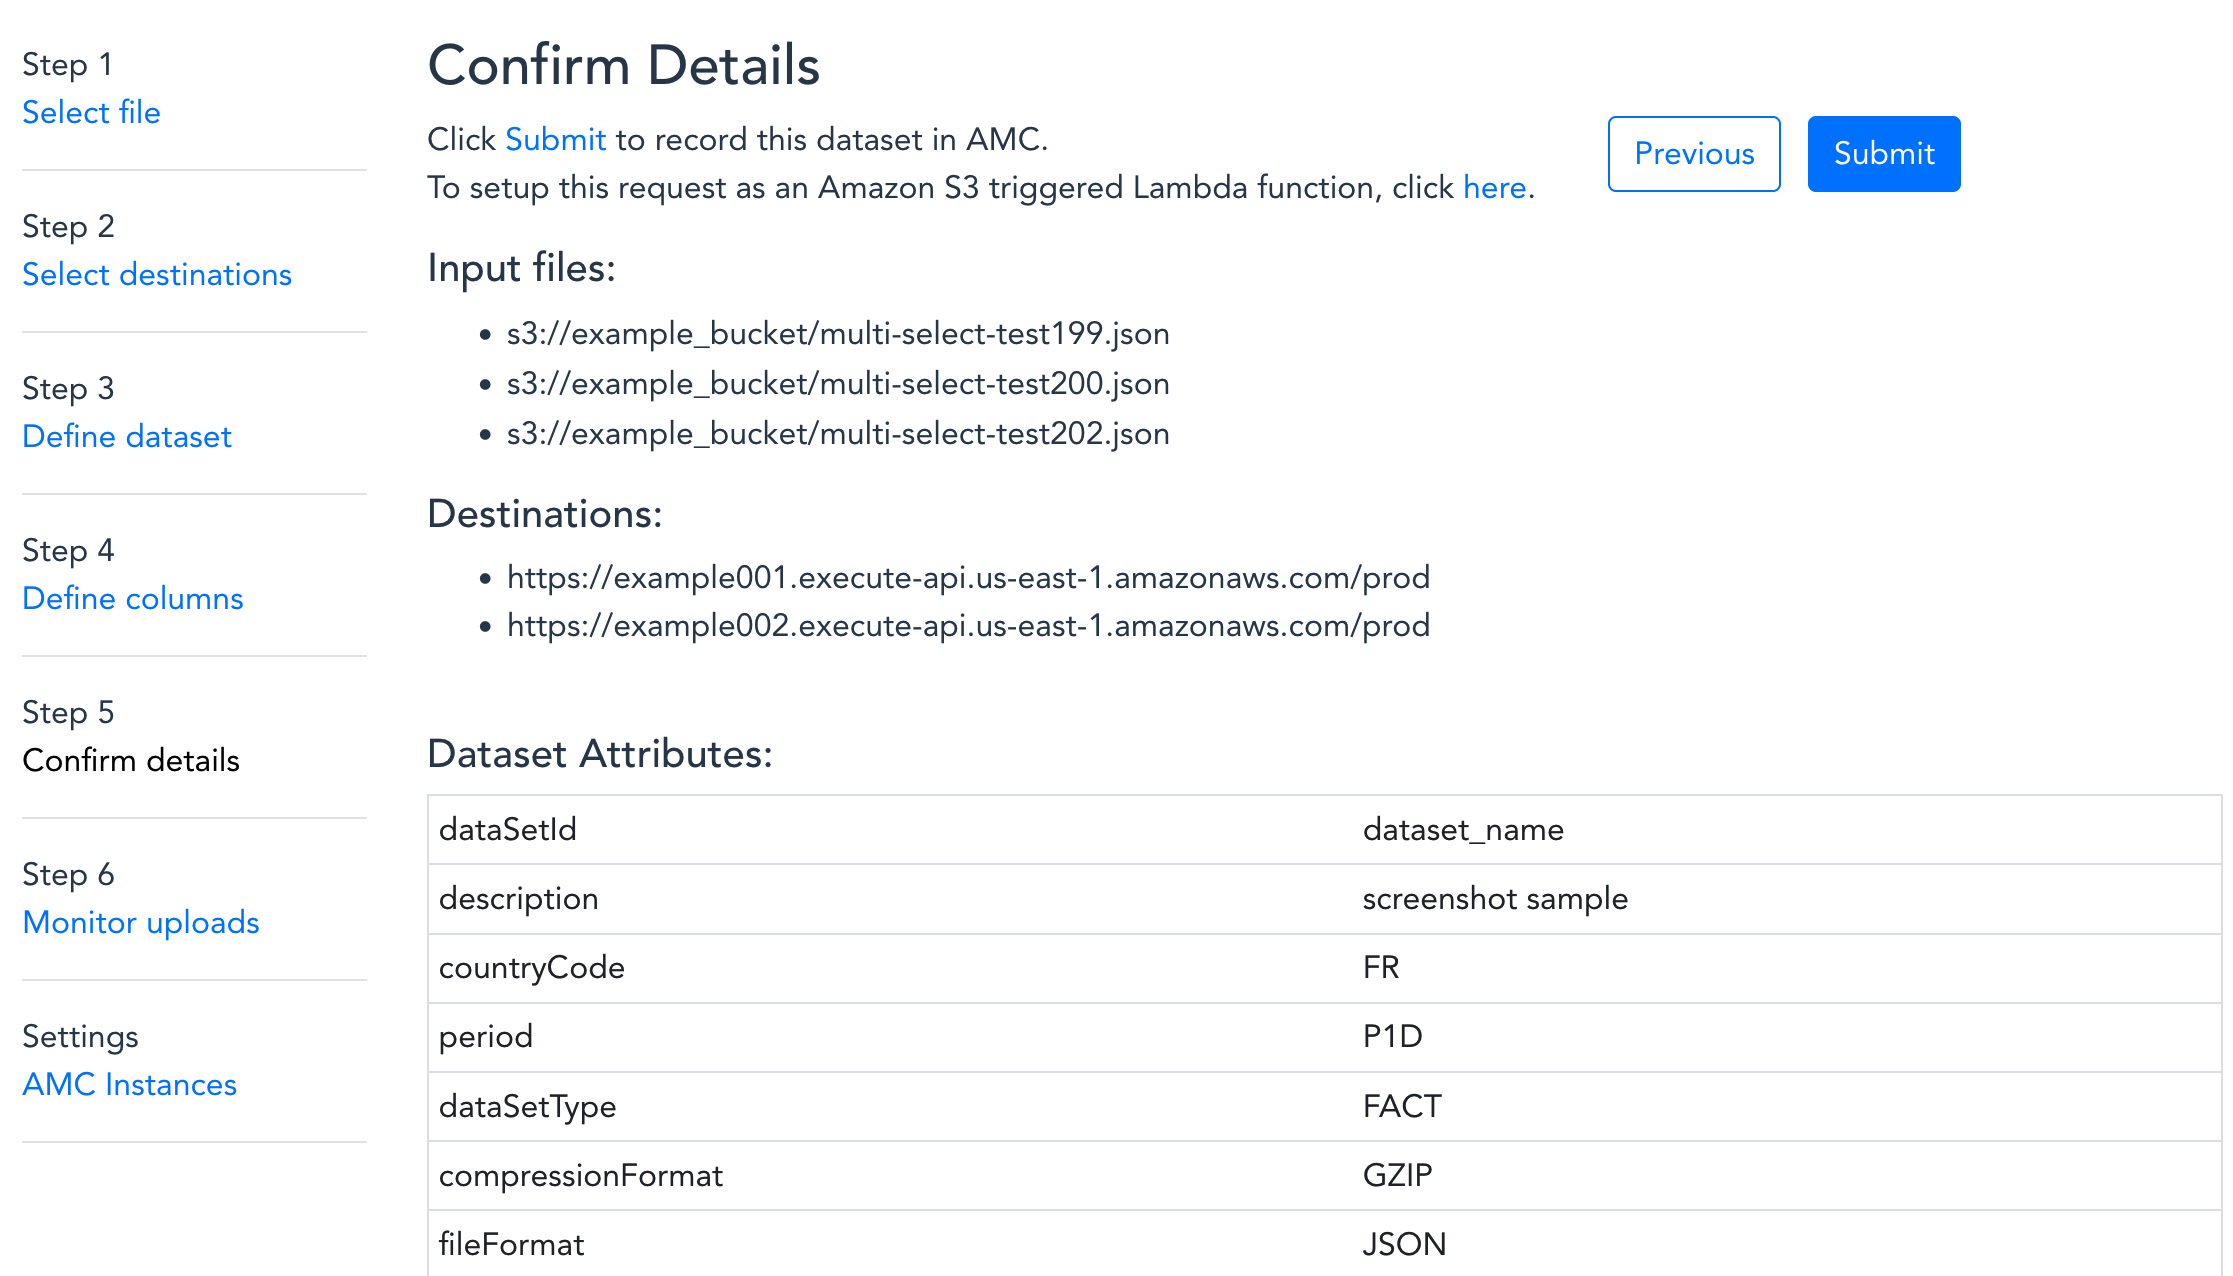 Step 1
Select file
Step 2
Select destinations
Step 3
Define dataset
Step 4
Define columns
Step 5
Confirm details
Step 6
Monitor uploads
Settings
AMC Instances
Confirm Details
Click Submit to record this dataset in AMC.
To setup this request as an Amazon S3 triggered Lambda function, click here.
Previous
Submit
Input files:
• s3://example_bucket/multi-select-test199.json
• s3://example_bucket/multi-select-test200.json
• s3://example_bucket/multi-select-test202.json
Destinations:
• https://example001.execute-api.us-east-1.amazonaws.com/prod
• https://example002.execute-api.us-east-1.amazonaws.com/prod
Dataset Attributes:
dataSetId dataset_name
description screenshot sample
countryCode FR
period P1D
dataSetType FACT
compressionFormat GZIP
fileFormat JSON